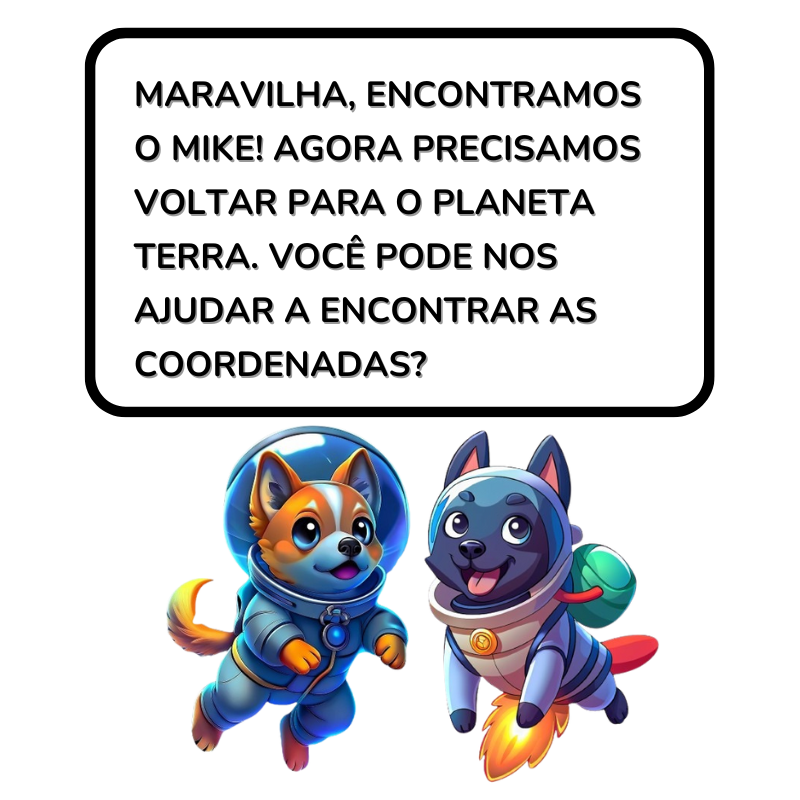 MARAVILHA, ENCONTRAMOS
O MIKE! AGORA PRECISAMOS
VOLTAR PARA O PLANETA
TERRA. VOCÊ PODE NOS
AJUDAR A ENCONTRAR AS
COORDENADAS?